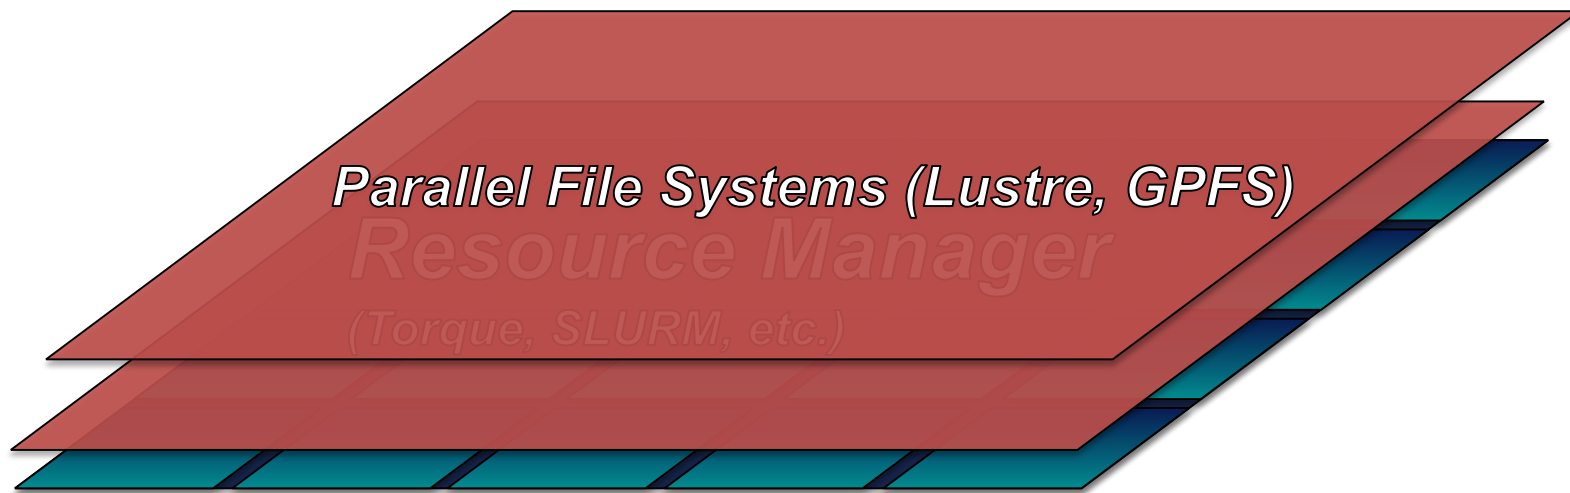 Parallel File Systems (Lustre, GPFS)
Resource Manager
(Torque, SLURM, etc.)